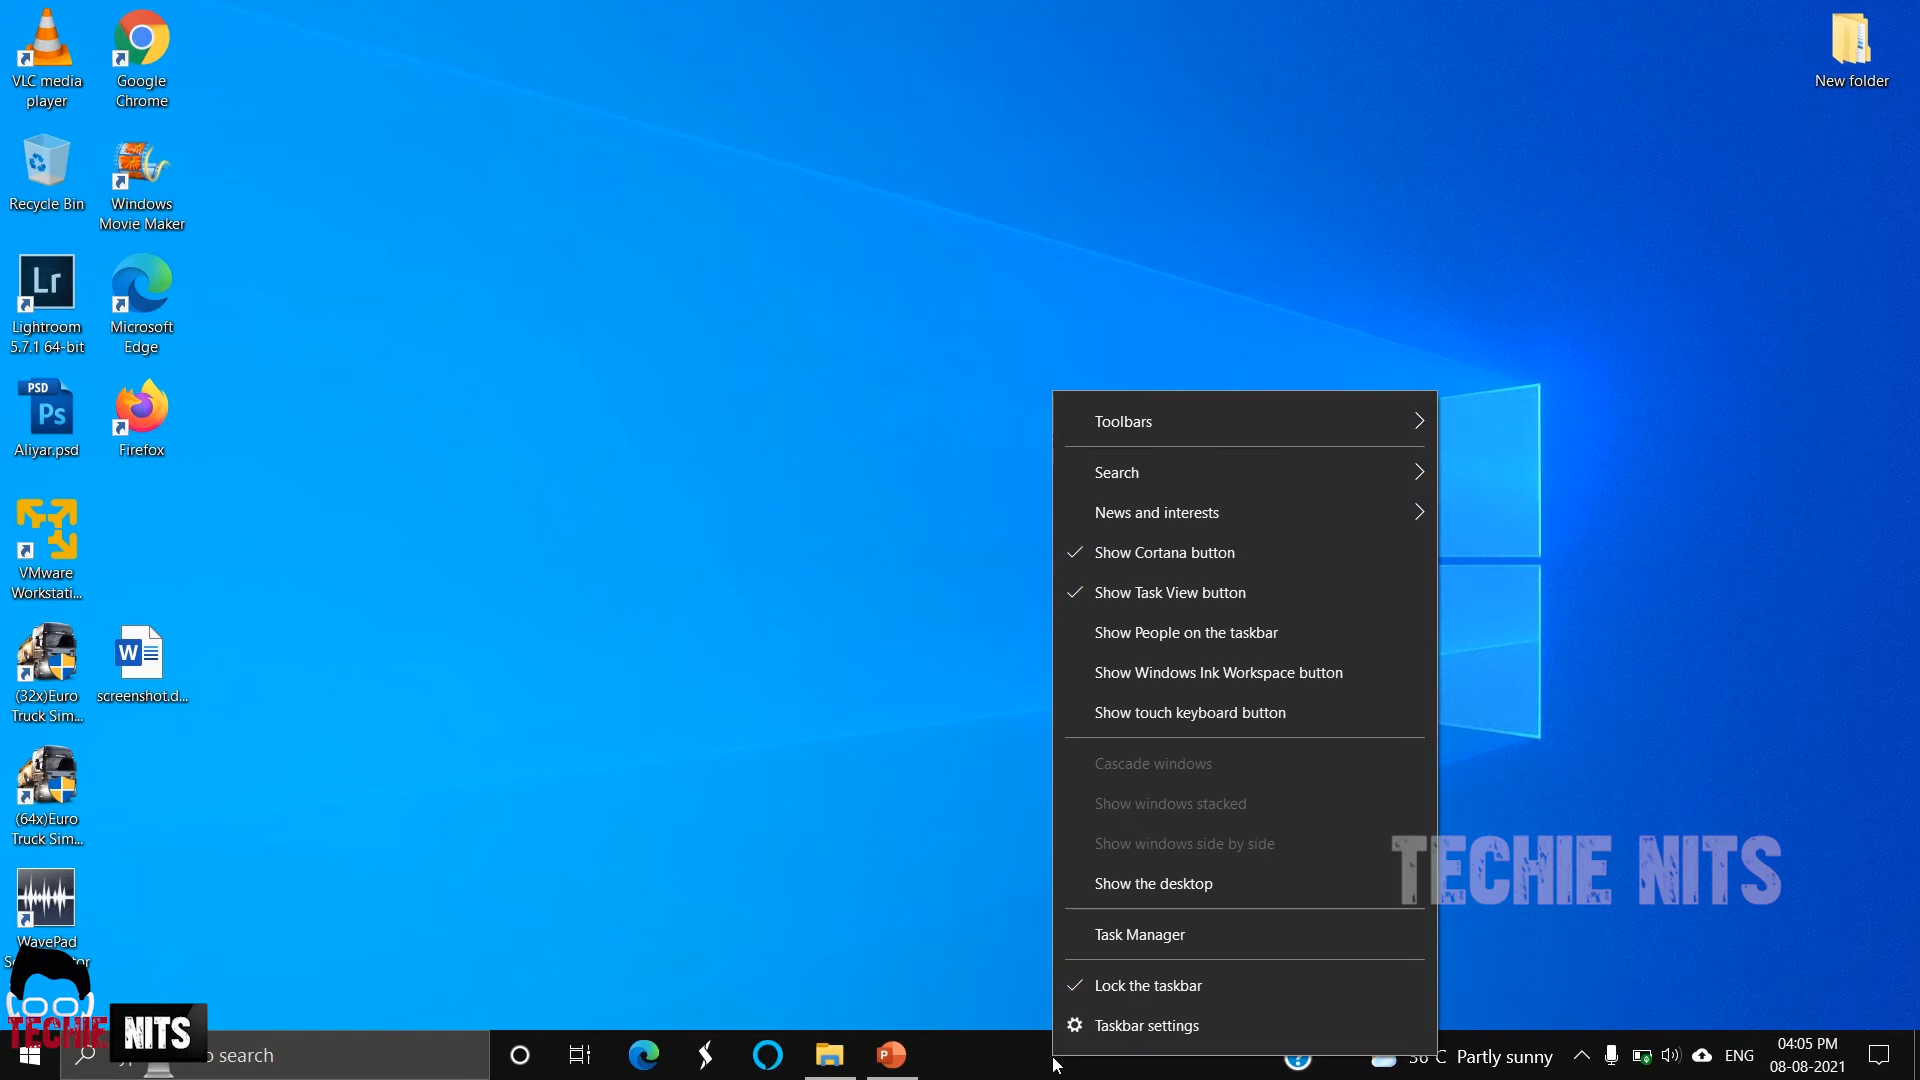 VLC media
player
Google
Chrome
New folder
Recycle Bin
Windows
Movie Maker
Lr
Lightroom
5.7.1 64-bit
Microsoft
Edge
PSD
Ps
Aliyar.psd
Firefox
VMware
Workstati...
(32x)Euro
Truck Sim...
W
screenshot.d...
(64x)Euro
Truck Sim...
WavePad
Toolbars
Search
News and interests
Show Cortana button
Show Task View button
Show People on the taskbar
Show Windows Ink Workspace button
Show touch keyboard button
Cascade windows
Show windows stacked
Show windows side by side
Show the desktop
Task Manager
Lock the taskbar
Taskbar settings
TECHIE NITS
TECHIE NITS
search
P
Partly sunny
ENG
04:05 PM
08-08-2021